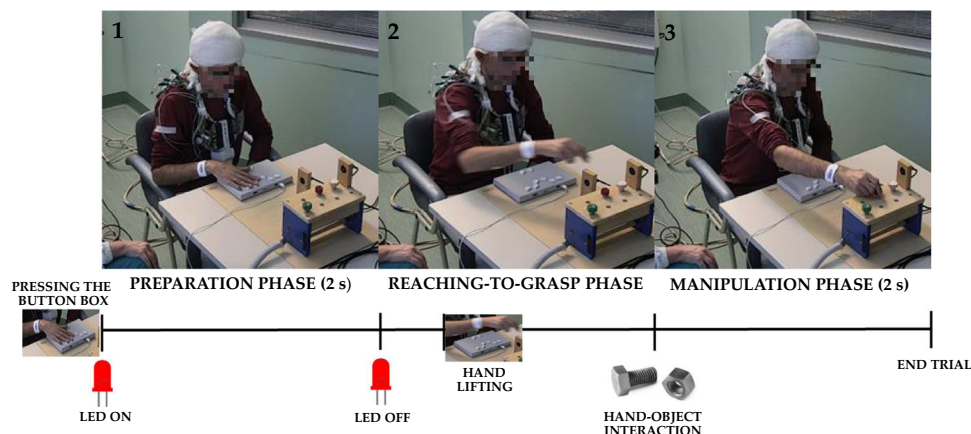 1
2
3
PREPARATION PHASE (2 s)
REACHING-TO-GRASP PHASE
MANIPULATION PHASE (2 s)
PRESSING THE
BUTTON BOX
LED ON
LED OFF
HAND
LIFTING
HAND-OBJECT
INTERACTION
END TRIAL